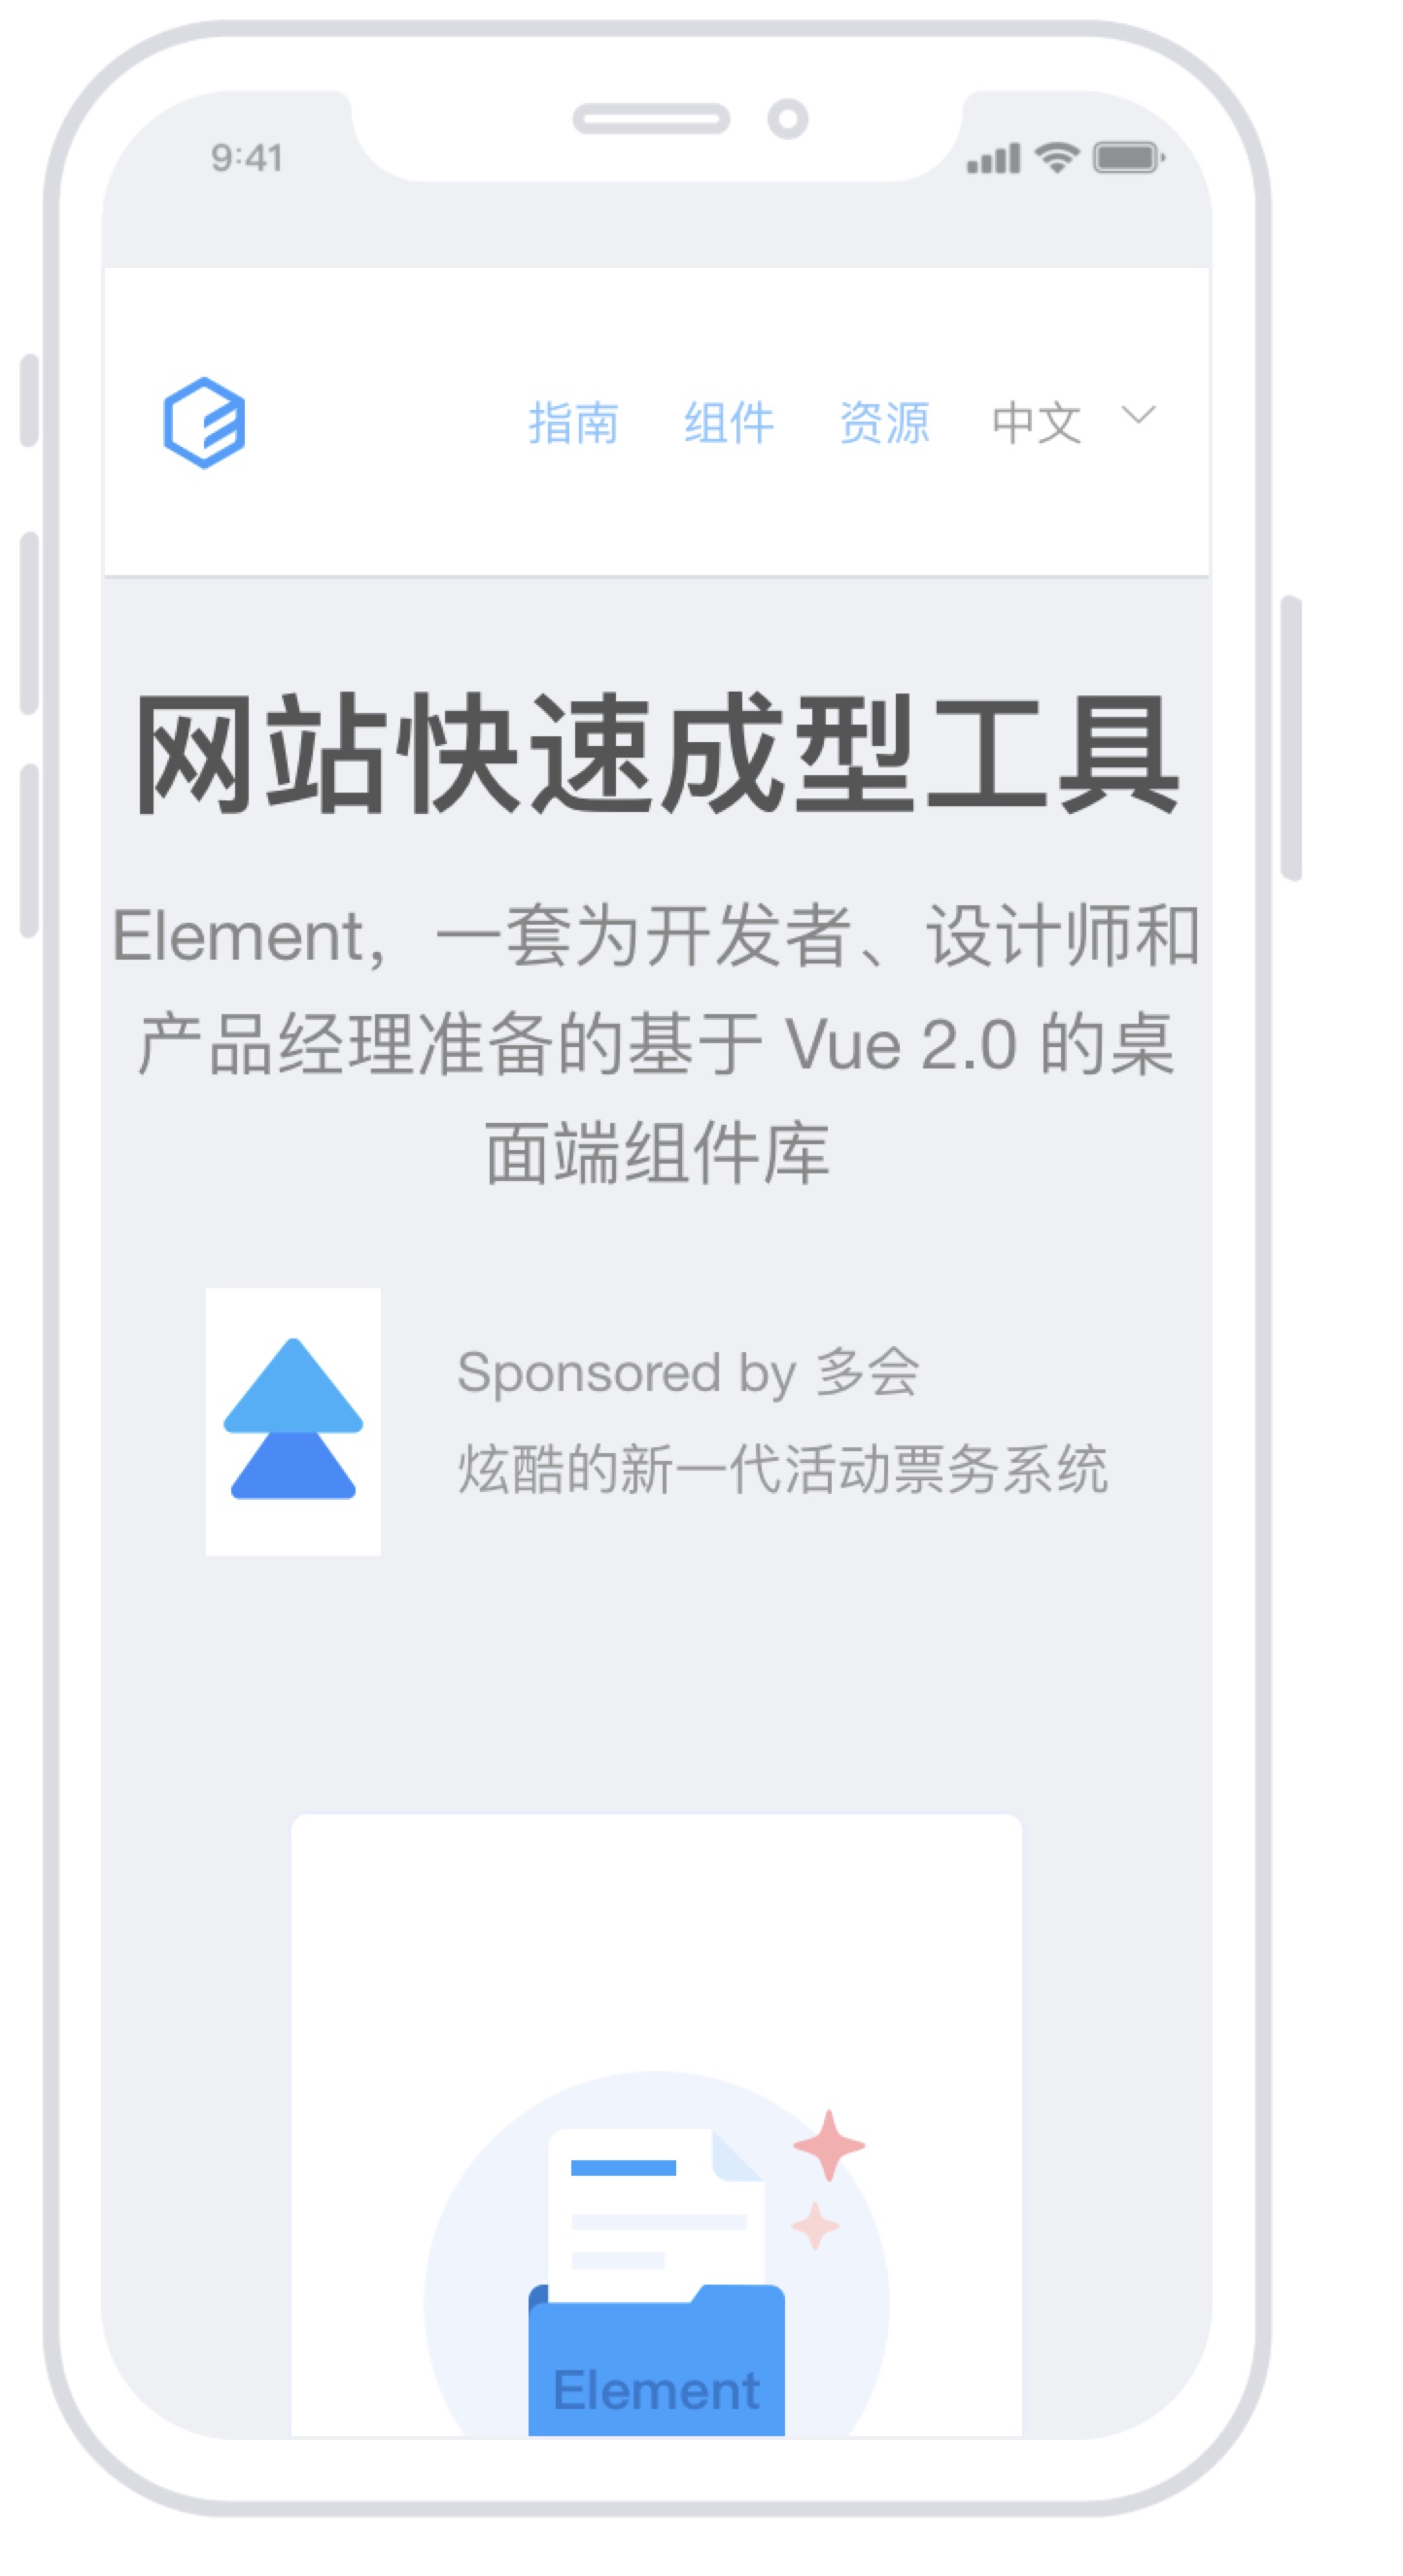 9:41
指南 组件 资源 中文
网站快速成型工具
Element，一套为开发者、设计师和
产品经理准备的基于 Vue 2.0 的桌
面端组件库
Sponsored by 多会
炫酷的新一代活动票务系统
Element